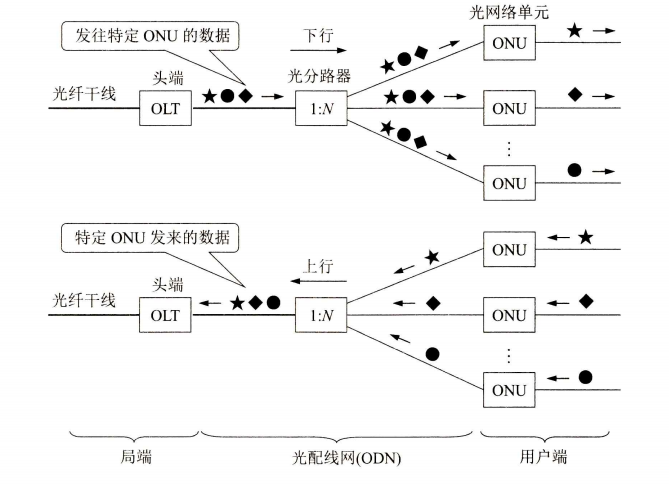 光网络单元
发往特定 ONU 的数据
下行
ONU
头端
光分路器
光纤干线
OLT
1:N
ONU
⋮
ONU
特定 ONU 发来的数据
上行
ONU
头端
光纤干线
OLT
1:N
ONU
⋮
ONU
局端
光配线网(ODN)
用户端